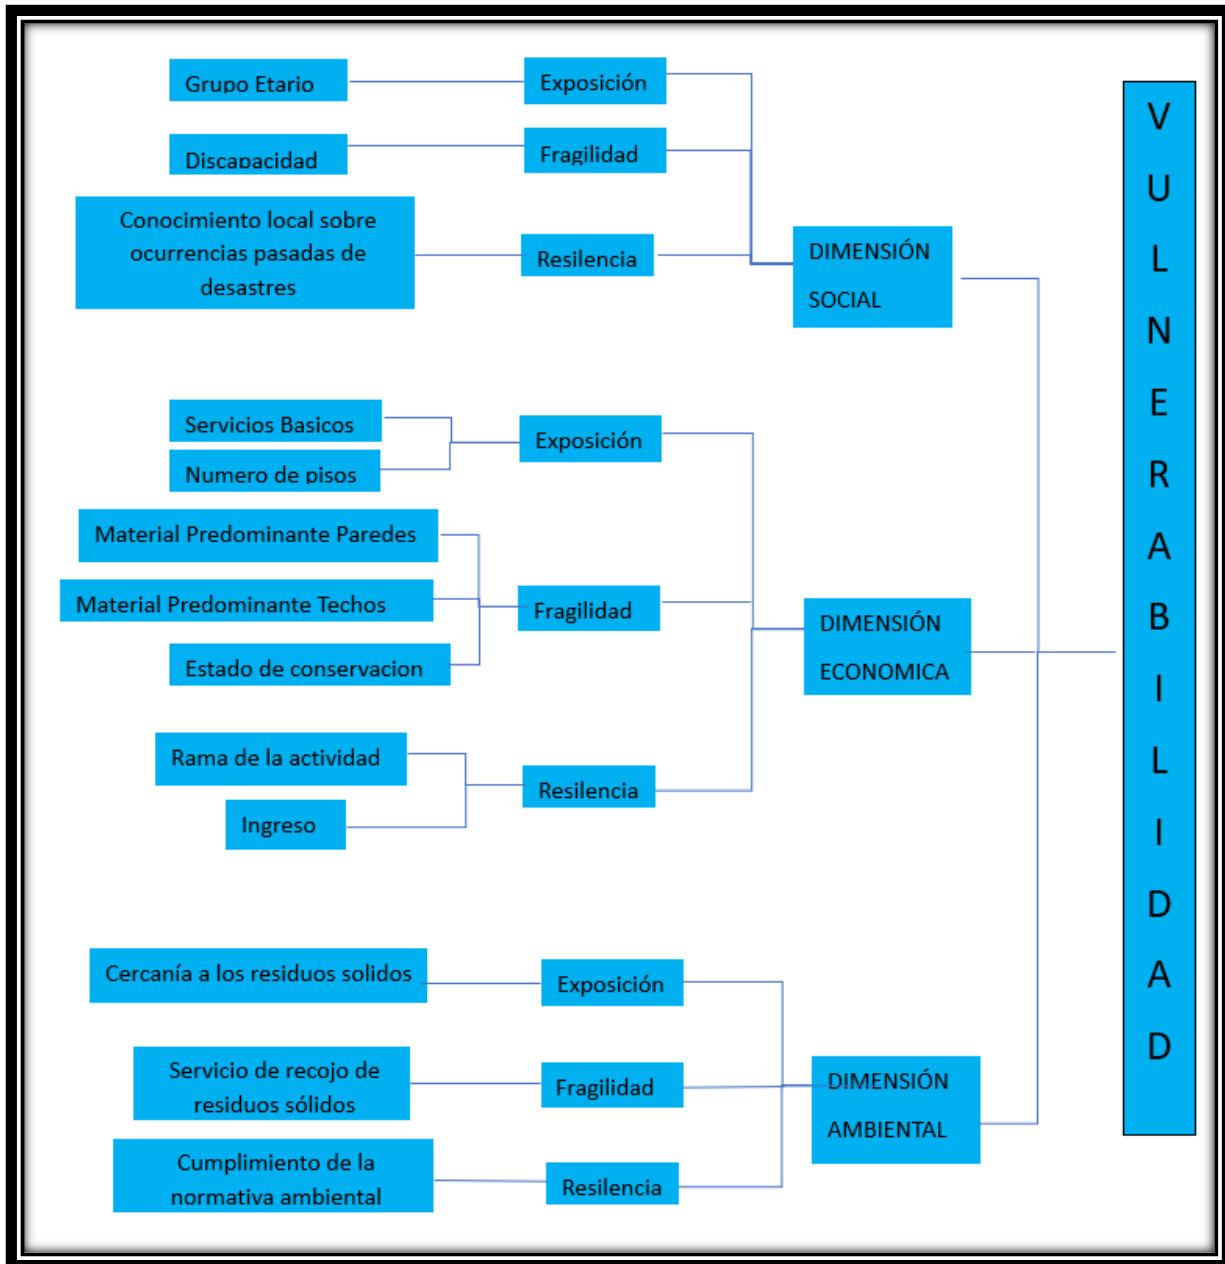 Grupo Etario
Exposición
Discapacidad
Fragilidad
Conocimiento local sobre
ocurrencias pasadas de
desastres
Resilencia
DIMENSIÓN
SOCIAL
Servicios Basicos
Numero de pisos
Exposición
Material Predominante Paredes
Material Predominante Techos
Estado de conservacion
Fragilidad
DIMENSIÓN
ECONOMICA
Rama de la actividad
Ingreso
Resilencia
Cercanía a los residuos solidos
Exposición
Servicio de recojo de
residuos sólidos
Fragilidad
DIMENSIÓN
AMBIENTAL
Cumplimiento de la
normativa ambiental
Resilencia
V
U
L
N
E
R
A
B
I
L
I
D
A
D